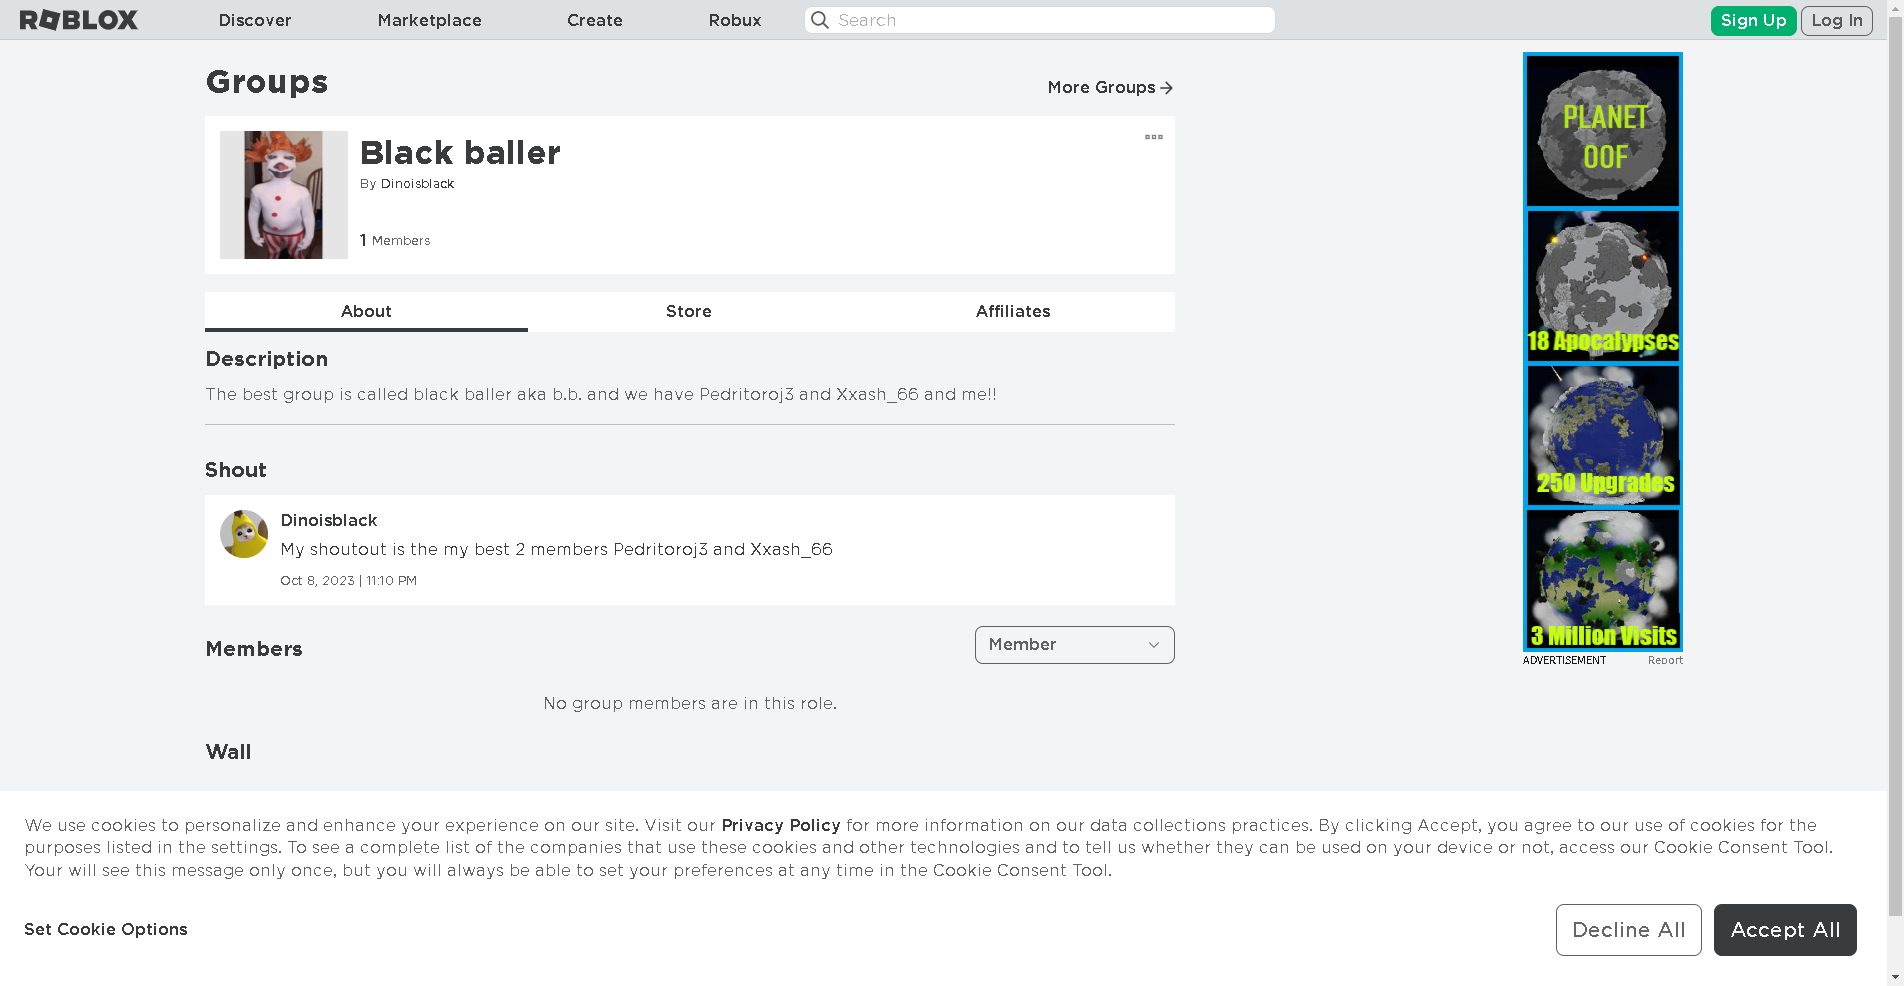 ROBLOX
Discover
Marketplace
Create
Robux
Search
Sign Up
Log In
Groups
More Groups
Black baller
By Dinoisblack
1 Members
About
Store
Affiliates
Description
The best group is called black baller aka b.b. and we have Pedritoroj3 and Xxash_66 and me!!
Shout
Dinoisblack
My shoutout is the my best 2 members Pedritoroj3 and Xxash_66
Oct 8, 2023 | 11:10 PM
Members
Member
No group members are in this role.
Wall
PLANET
OOF
18 Apocalypses
250 Upgrades
3 Million Visits
ADVERTISEMENT
Report
We use cookies to personalize and enhance your experience on our site. Visit our Privacy Policy for more information on our data collections practices. By clicking Accept, you agree to our use of cookies for the
purposes listed in the settings. To see a complete list of the companies that use these cookies and other technologies and to tell us whether they can be used on your device or not, access our Cookie Consent Tool.
Your will see this message only once, but you will always be able to set your preferences at any time in the Cookie Consent Tool.
Set Cookie Options
Decline All
Accept All